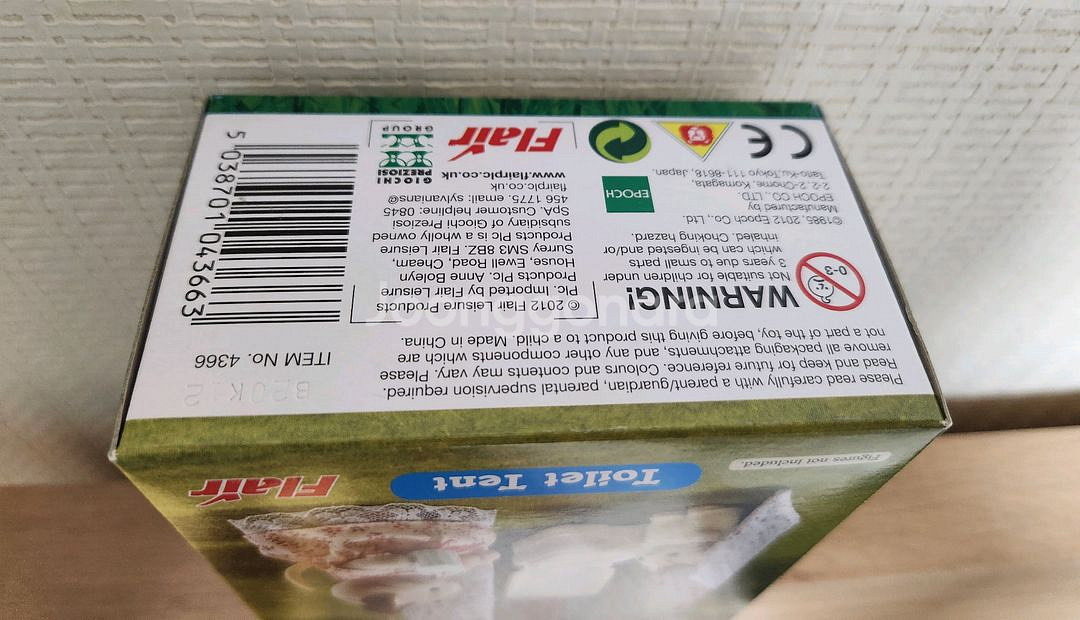 Please read carefully with a parent/guardian, parental supervision required.
Read and keep for future reference. Colours and contents may vary. Please
remove all packaging attachments, and any other components which are
not a part of the toy, before giving this product to a child. Made in China.
0-3
WARNING!
Not suitable for children under
3 years due to small parts
which can be ingested and/or
inhaled. Choking hazard.
©1985, 2012 Epoch Co., Ltd.
Manufactured by
EPOCH CO., LTD.
2-2, 2-Chome, Komagata,
Taito-Ku,Tokyo 111-8618, Japan.
EPOCH
CE
© 2012 Flair Leisure Products
Plc. Imported by Flair Leisure
Products Plc. Anne Boleyn
House, Ewell Road, Cheam,
Surrey SM3 8BZ. Flair Leisure
Products Plc is a wholly owned
subsidiary of Giochi Preziosi
SpA. Customer helpline: 0845
456 1775. email: sylvanians@
flairplc.co.uk
www.flairplc.co.uk
Flair
GIOCHI
PREZIOSI
GROUP
B20K12
ITEM No. 4366
5 038701 043663
Figures not included.
Toilet Tent
Flair
joonggonara